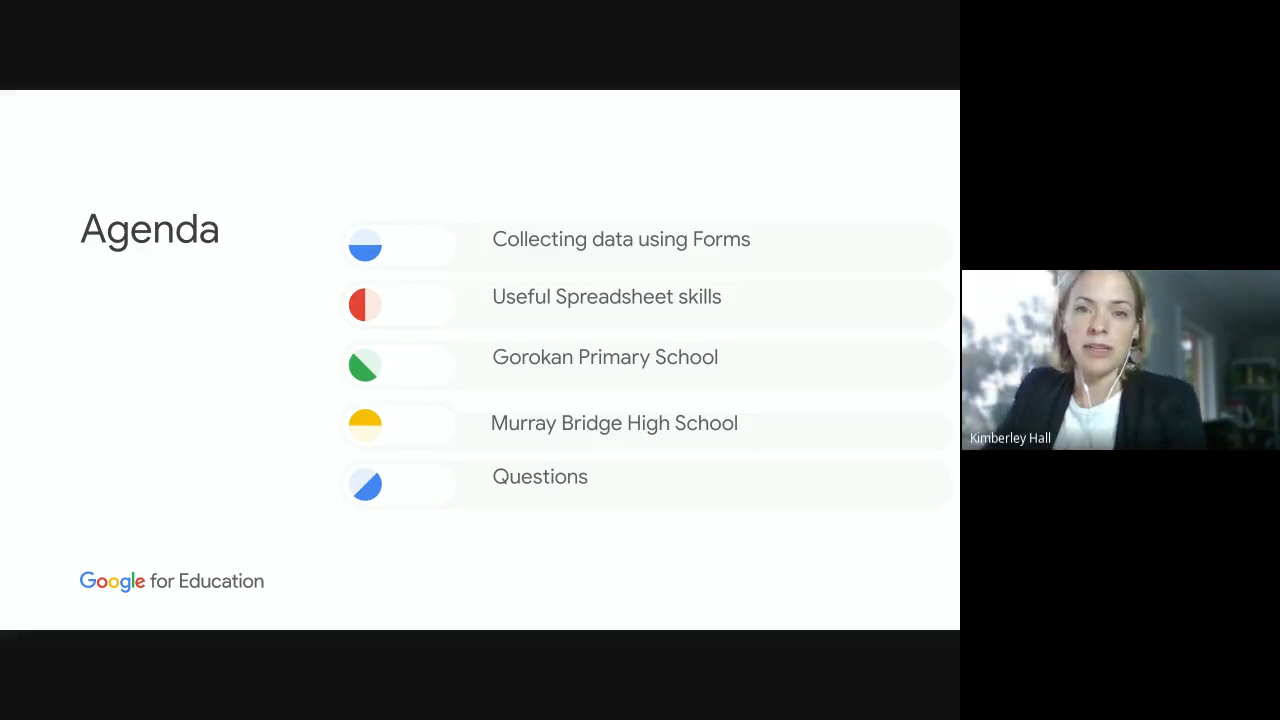 Agenda
Collecting data using Forms
Useful Spreadsheet skills
Gorokan Primary School
Murray Bridge High School
Questions
Google for Education
Kimberley Hall